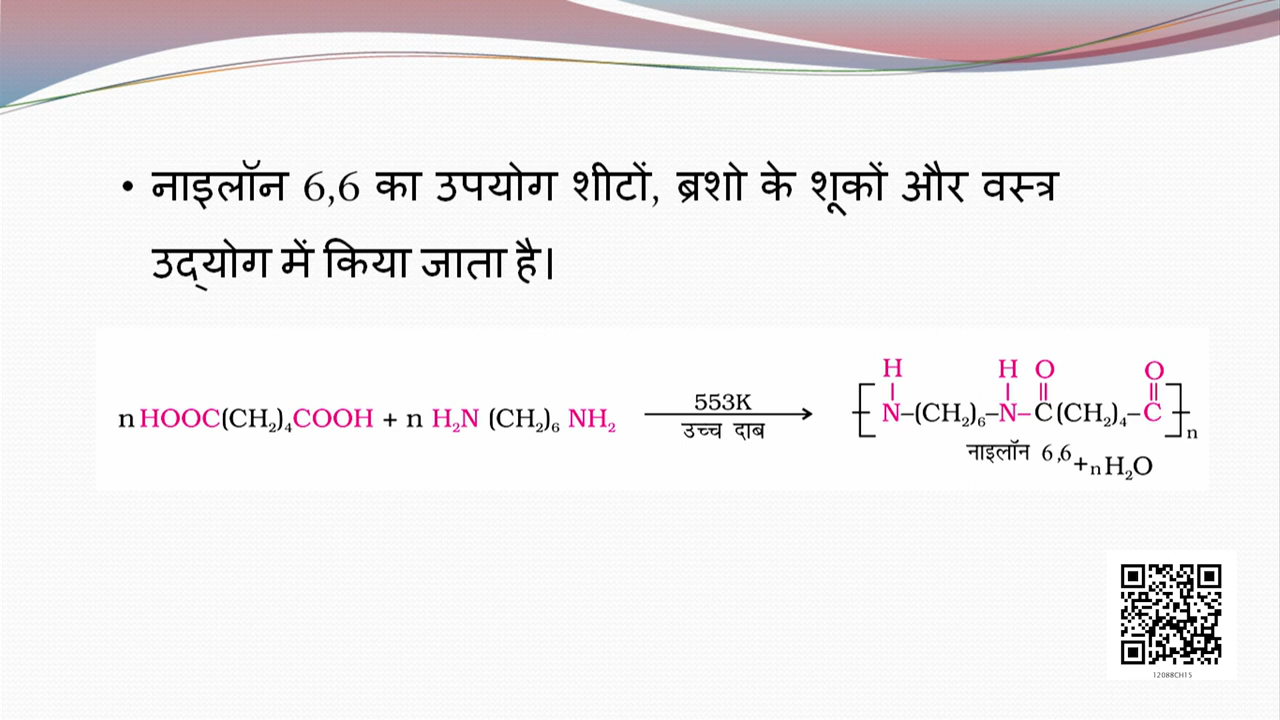 • नाइलॉन 6,6 का उपयोग शीटों, ब्रशो के शूकों और वस्त्र
उद्‌योग में किया जाता है।
H H O O
n HOOC(CH₂)₄COOH + n H₂N (CH₂)₆ NH₂ 553K उच्च दाब [N–(CH₂)₆–N–C(CH₂)₄–C]n
नाइलॉन 6,6 +nH₂O
12088CH15